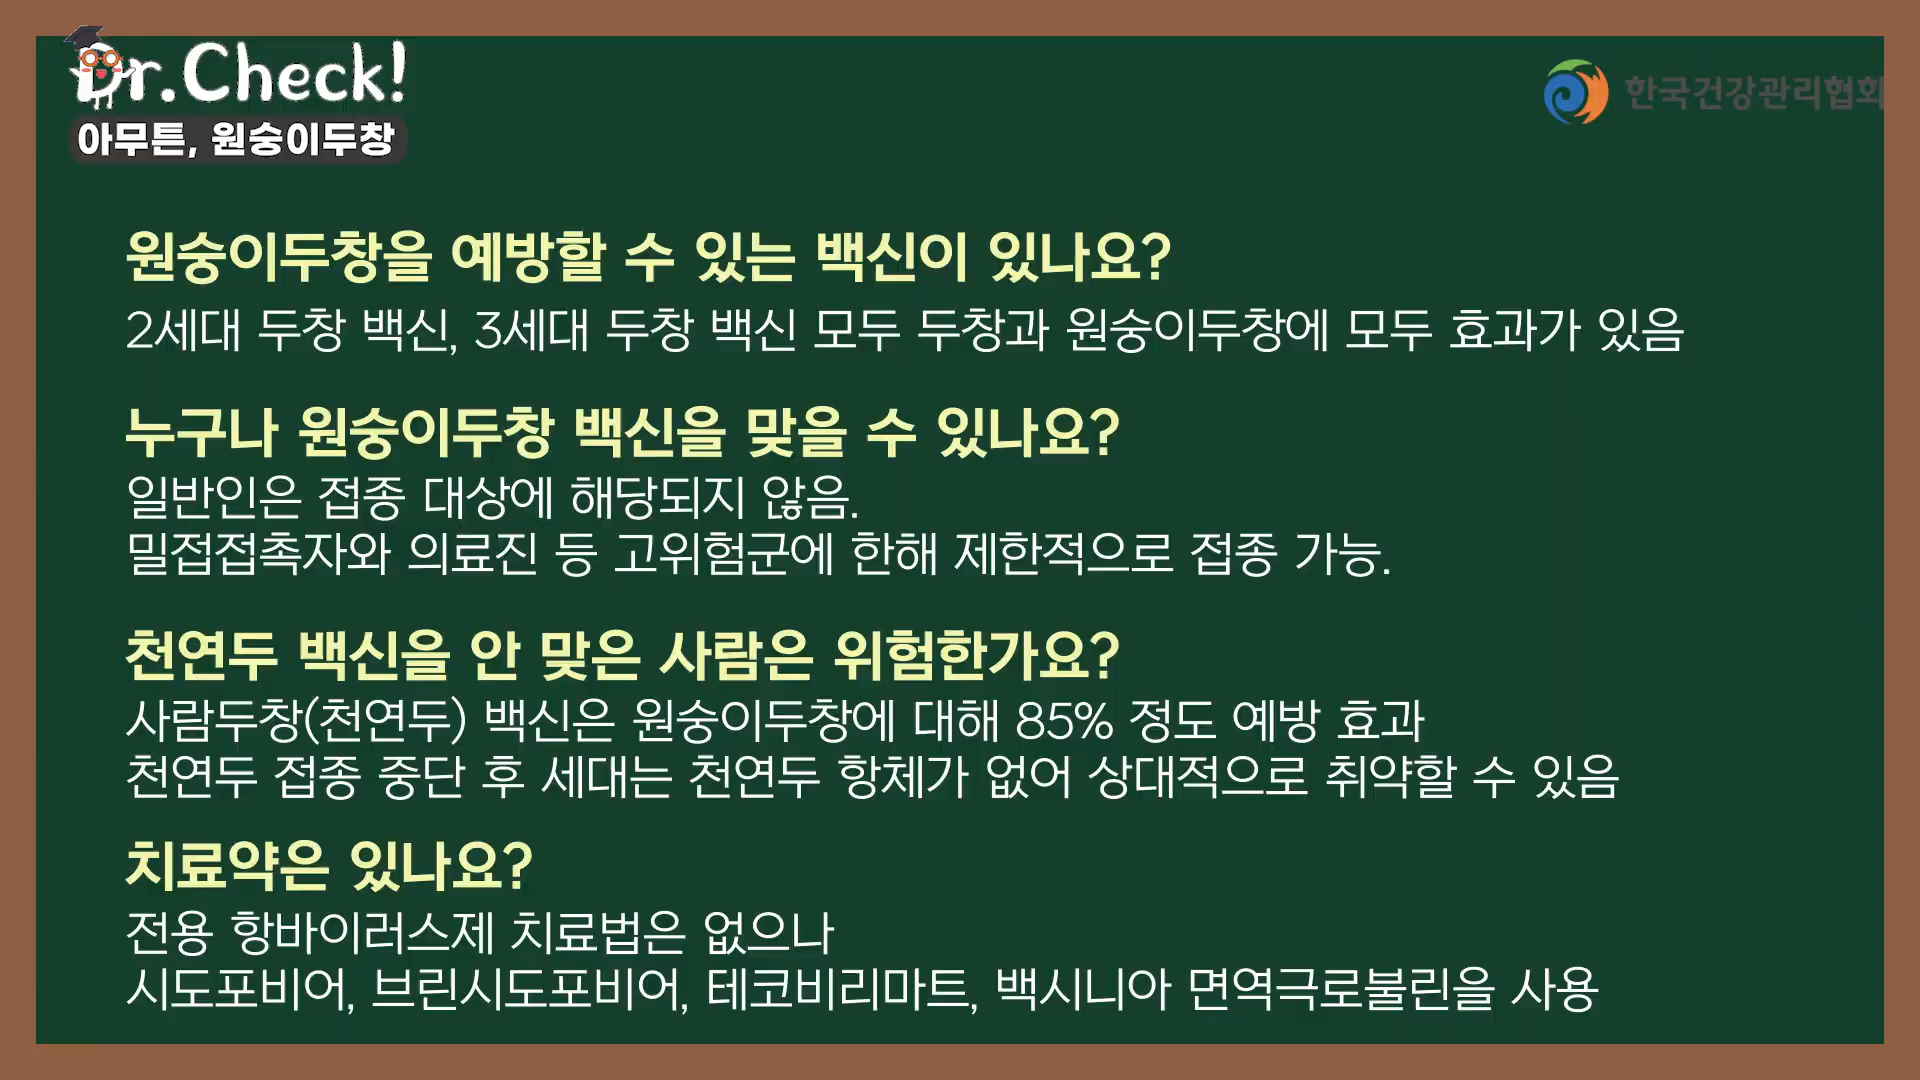 Dr.Check!
아무튼, 원숭이두창
한국건강관리협회
원숭이두창을 예방할 수 있는 백신이 있나요?
2세대 두창 백신, 3세대 두창 백신 모두 두창과 원숭이두창에 모두 효과가 있음
누구나 원숭이두창 백신을 맞을 수 있나요?
일반인은 접종 대상에 해당되지 않음.
밀접접촉자와 의료진 등 고위험군에 한해 제한적으로 접종 가능.
천연두 백신을 안 맞은 사람은 위험한가요?
사람두창(천연두) 백신은 원숭이두창에 대해 85% 정도 예방 효과
천연두 접종 중단 후 세대는 천연두 항체가 없어 상대적으로 취약할 수 있음
치료약은 있나요?
전용 항바이러스제 치료법은 없으나
시도포비어, 브린시도포비어, 테코비리마트, 백시니아 면역극로불린을 사용